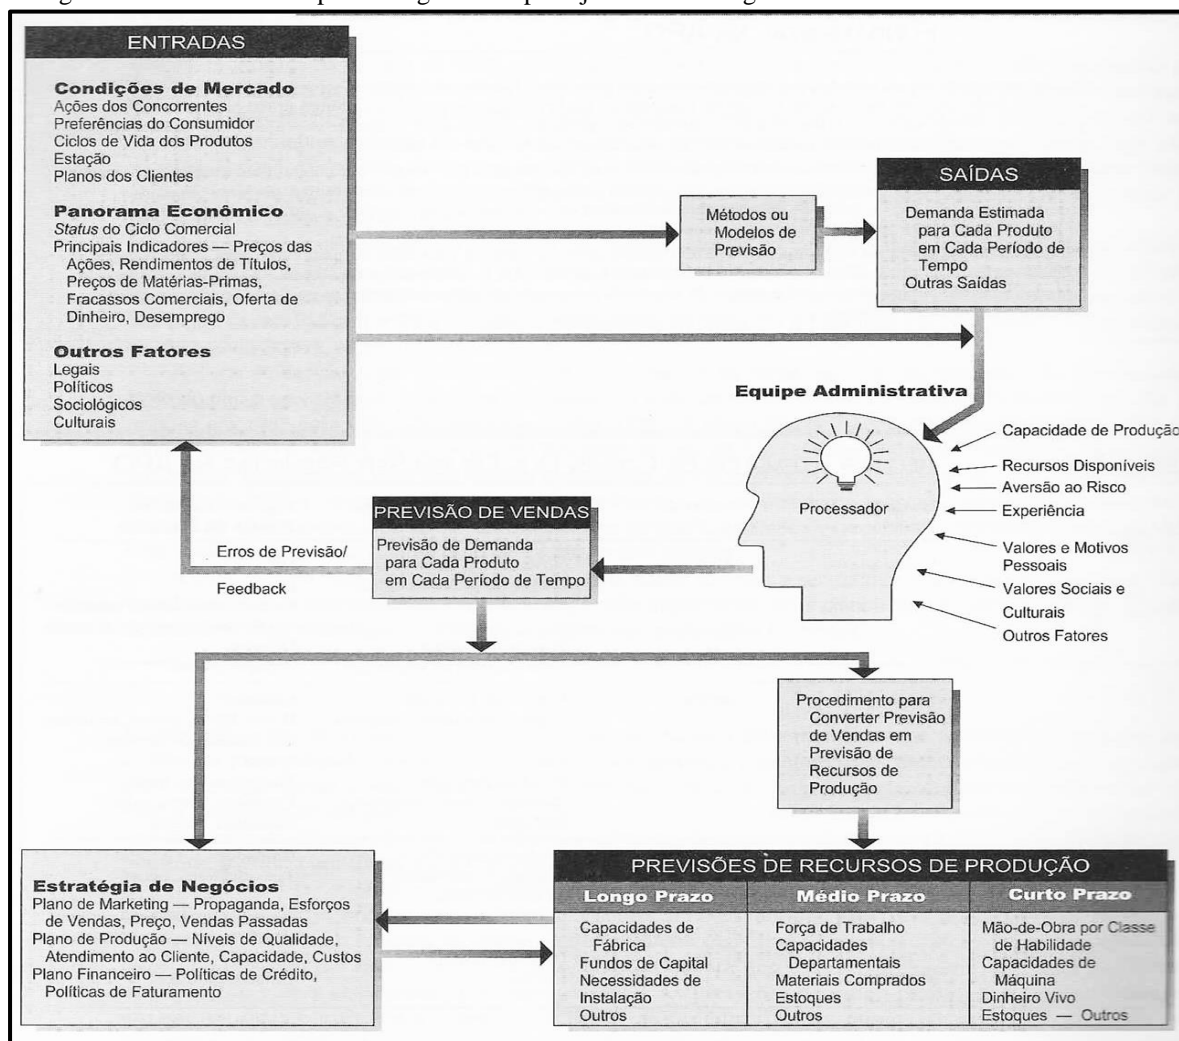 ENTRADAS
Condições de Mercado
Ações dos Concorrentes
Preferências do Consumidor
Ciclos de Vida dos Produtos
Estação
Planos dos Clientes
Panorama Econômico
Status do Ciclo Comercial
Principais Indicadores — Preços das
Ações, Rendimentos de Títulos,
Preços de Matérias-Primas,
Fracassos Comerciais, Oferta de
Dinheiro, Desemprego
Outros Fatores
Legais
Políticos
Sociológicos
Culturais
Métodos ou
Modelos de
Previsão
SAÍDAS
Demanda Estimada
para Cada Produto
em Cada Período de
Tempo
Outras Saídas
Equipe Administrativa
Processador
Capacidade de Produção
Recursos Disponíveis
Aversão ao Risco
Experiência
Valores e Motivos
Pessoais
Valores Sociais e
Culturais
Outros Fatores
PREVISÃO DE VENDAS
Previsão de Demanda
para Cada Produto
em Cada Período de Tempo
Erros de Previsão/
Feedback
Procedimento para
Converter Previsão
de Vendas em
Previsão de
Recursos de
Produção
Estratégia de Negócios
Plano de Marketing — Propaganda, Esforços
de Vendas, Preço, Vendas Passadas
Plano de Produção — Níveis de Qualidade,
Atendimento ao Cliente, Capacidade, Custos
Plano Financeiro — Políticas de Crédito,
Políticas de Faturamento
PREVISÕES DE RECURSOS DE PRODUÇÃO
Longo Prazo
Capacidades de
Fábrica
Fundos de Capital
Necessidades de
Instalação
Outros
Médio Prazo
Força de Trabalho
Capacidades
Departamentais
Materiais Comprados
Estoques
Outros
Curto Prazo
Mão-de-Obra por Classe
de Habilidade
Capacidades de
Máquina
Dinheiro Vivo
Estoques — Outros